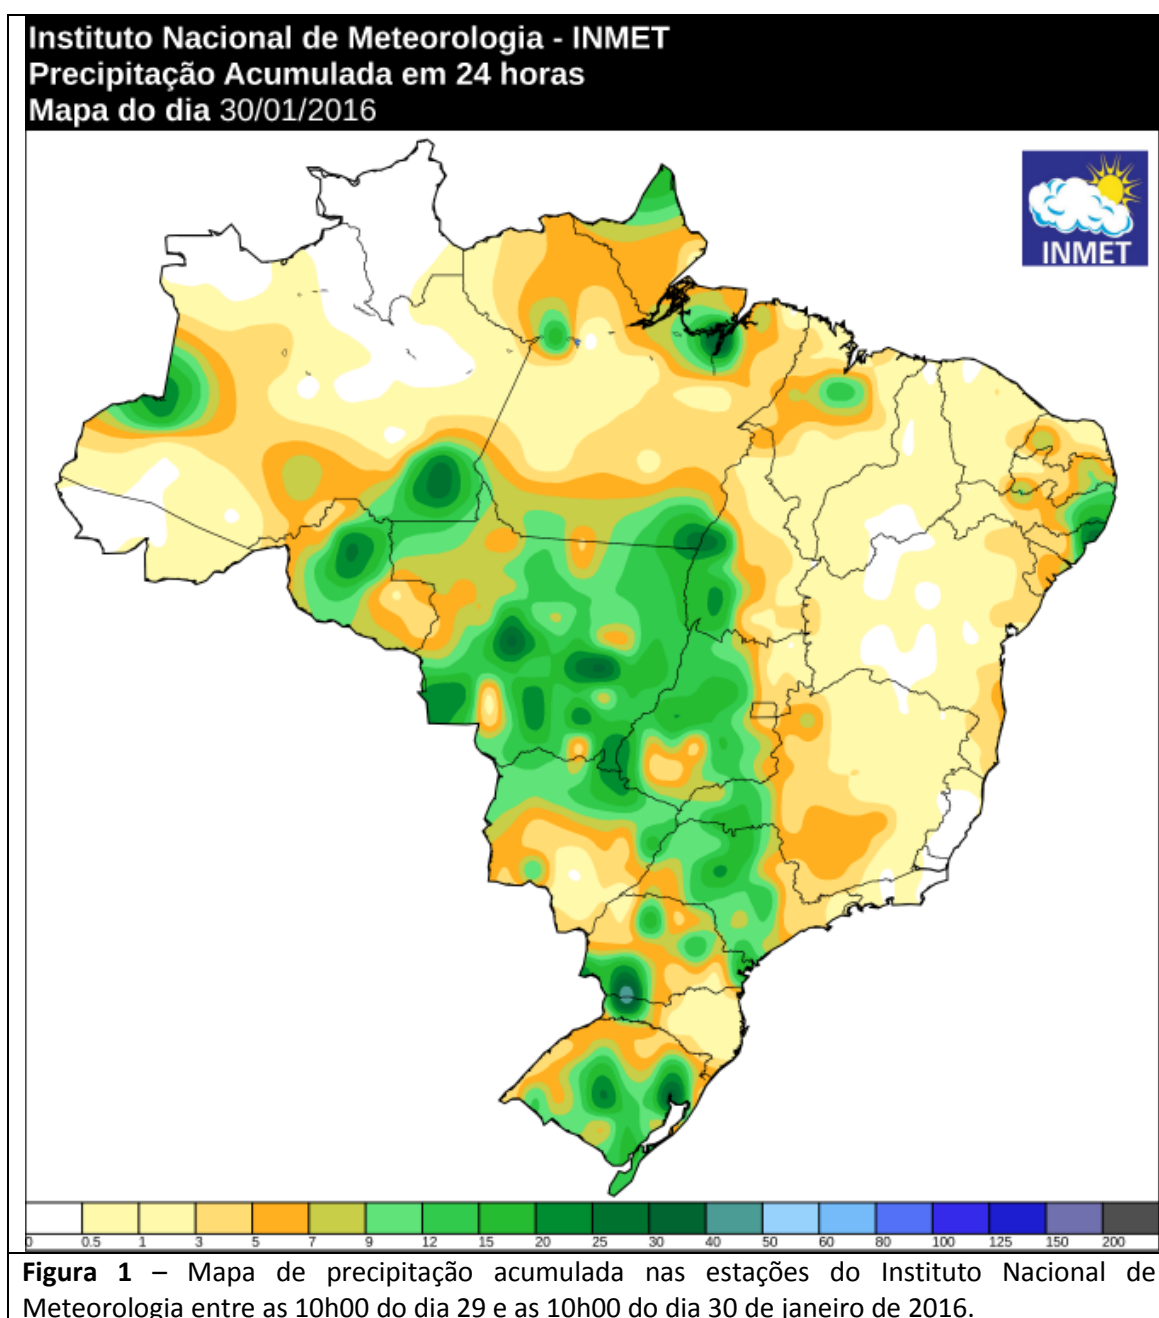 Instituto Nacional de Meteorologia - INMET
Precipitação Acumulada em 24 horas
Mapa do dia 30/01/2016
INMET
0 0.5 1 3 5 7 9 12 15 20 25 30 40 50 60 80 100 125 150 200
Figura 1 – Mapa de precipitação acumulada nas estações do Instituto Nacional de
Meteorologia entre as 10h00 do dia 29 e as 10h00 do dia 30 de janeiro de 2016.